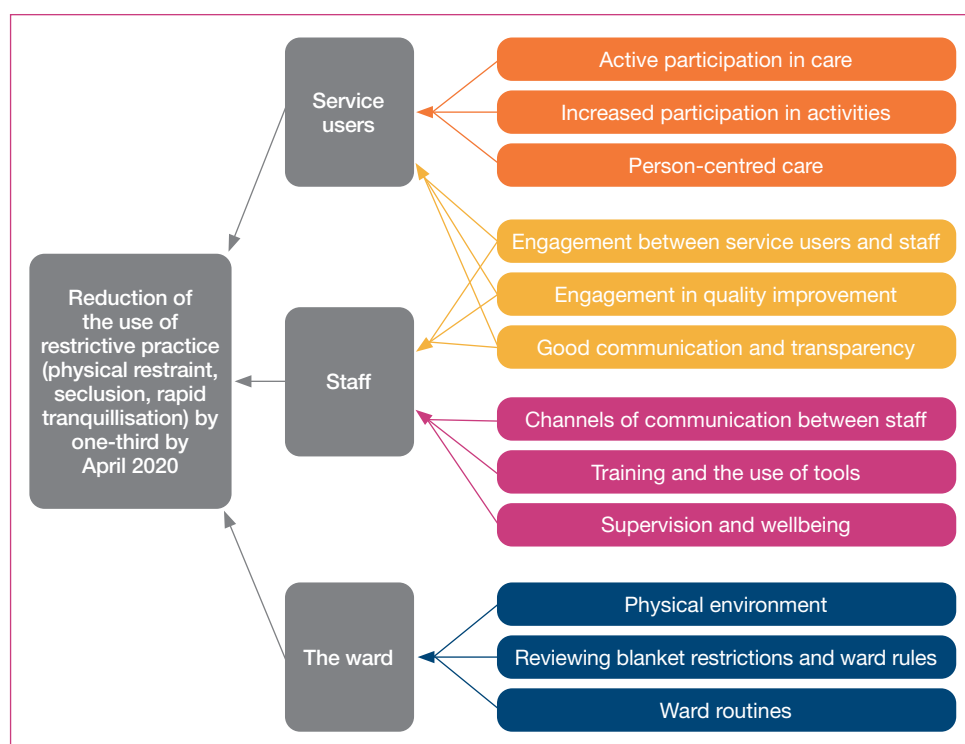 Reduction of
the use of
restrictive practice
(physical restraint,
seclusion, rapid
tranquillisation) by
one-third by
April 2020
Service
users
Staff
The ward
Active participation in care
Increased participation in activities
Person-centred care
Engagement between service users and staff
Engagement in quality improvement
Good communication and transparency
Channels of communication between staff
Training and the use of tools
Supervision and wellbeing
Physical environment
Reviewing blanket restrictions and ward rules
Ward routines